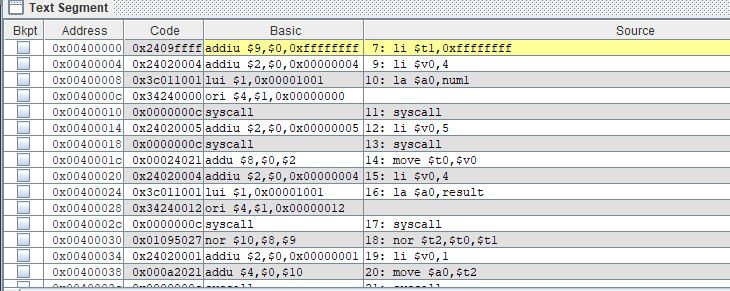 Text Segment
Bkpt Address Code Basic Source
0x00400000 0x2409ffff addiu $9,$0,0xffffffff 7: li $t1,0xffffffff
0x00400004 0x24020004 addiu $2,$0,0x00000004 9: li $v0,4
0x00400008 0x3c011001 lui $1,0x00001001 10: la $a0,num1
0x0040000c 0x34240000 ori $4,$1,0x00000000
0x00400010 0x0000000c syscall 11: syscall
0x00400014 0x24020005 addiu $2,$0,0x00000005 12: li $v0,5
0x00400018 0x0000000c syscall 13: syscall
0x0040001c 0x00024021 addu $8,$0,$2 14: move $t0,$v0
0x00400020 0x24020004 addiu $2,$0,0x00000004 15: li $v0,4
0x00400024 0x3c011001 lui $1,0x00001001 16: la $a0,result
0x00400028 0x34240012 ori $4,$1,0x00000012
0x0040002c 0x0000000c syscall 17: syscall
0x00400030 0x01095027 nor $10,$8,$9 18: nor $t2,$t0,$t1
0x00400034 0x24020001 addiu $2,$0,0x00000001 19: li $v0,1
0x00400038 0x000a2021 addu $4,$0,$10 20: move $a0,$t2